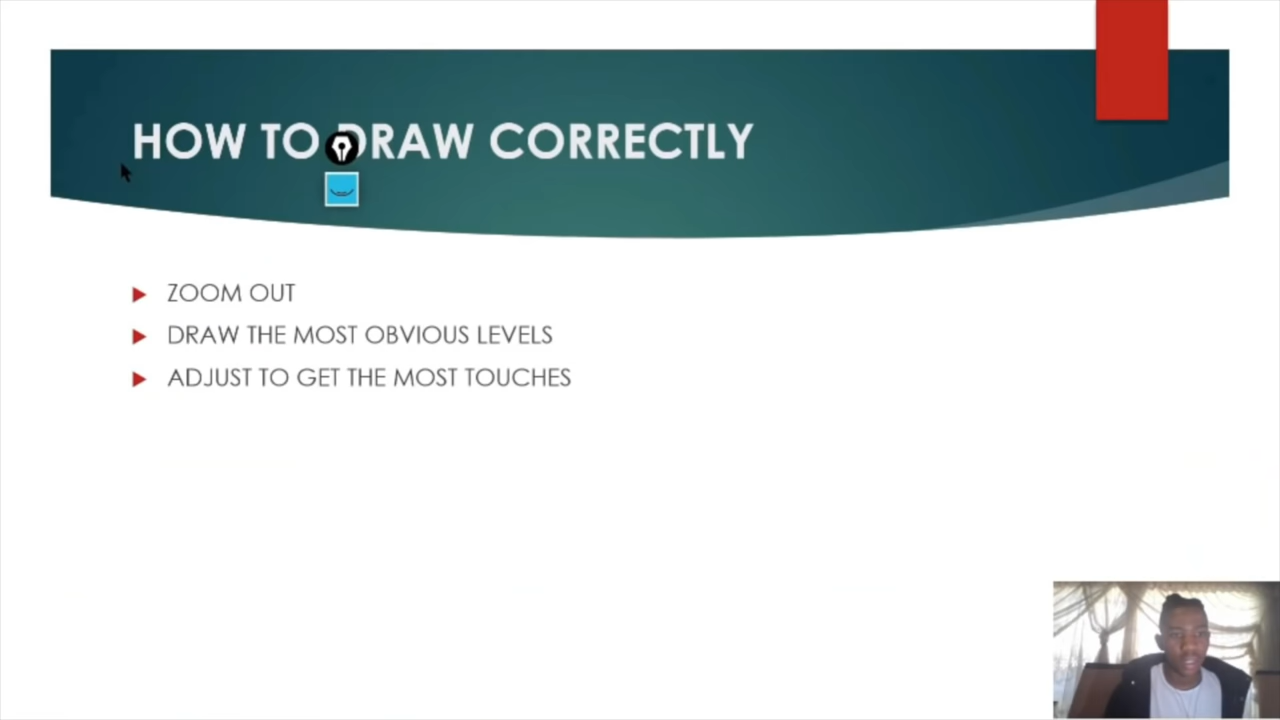 HOW TO DRAW CORRECTLY
ZOOM OUT
DRAW THE MOST OBVIOUS LEVELS
ADJUST TO GET THE MOST TOUCHES